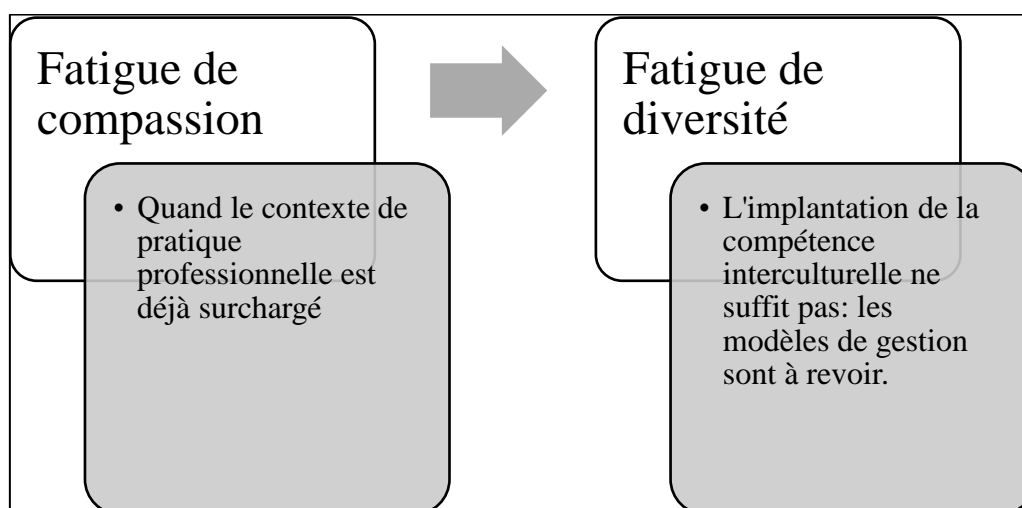 Fatigue de
compassion
• Quand le contexte de
pratique
professionnelle est
déjà surchargé
Fatigue de
diversité
• L'implantation de la
compétence
interculturelle ne
suffit pas: les
modèles de gestion
sont à revoir.